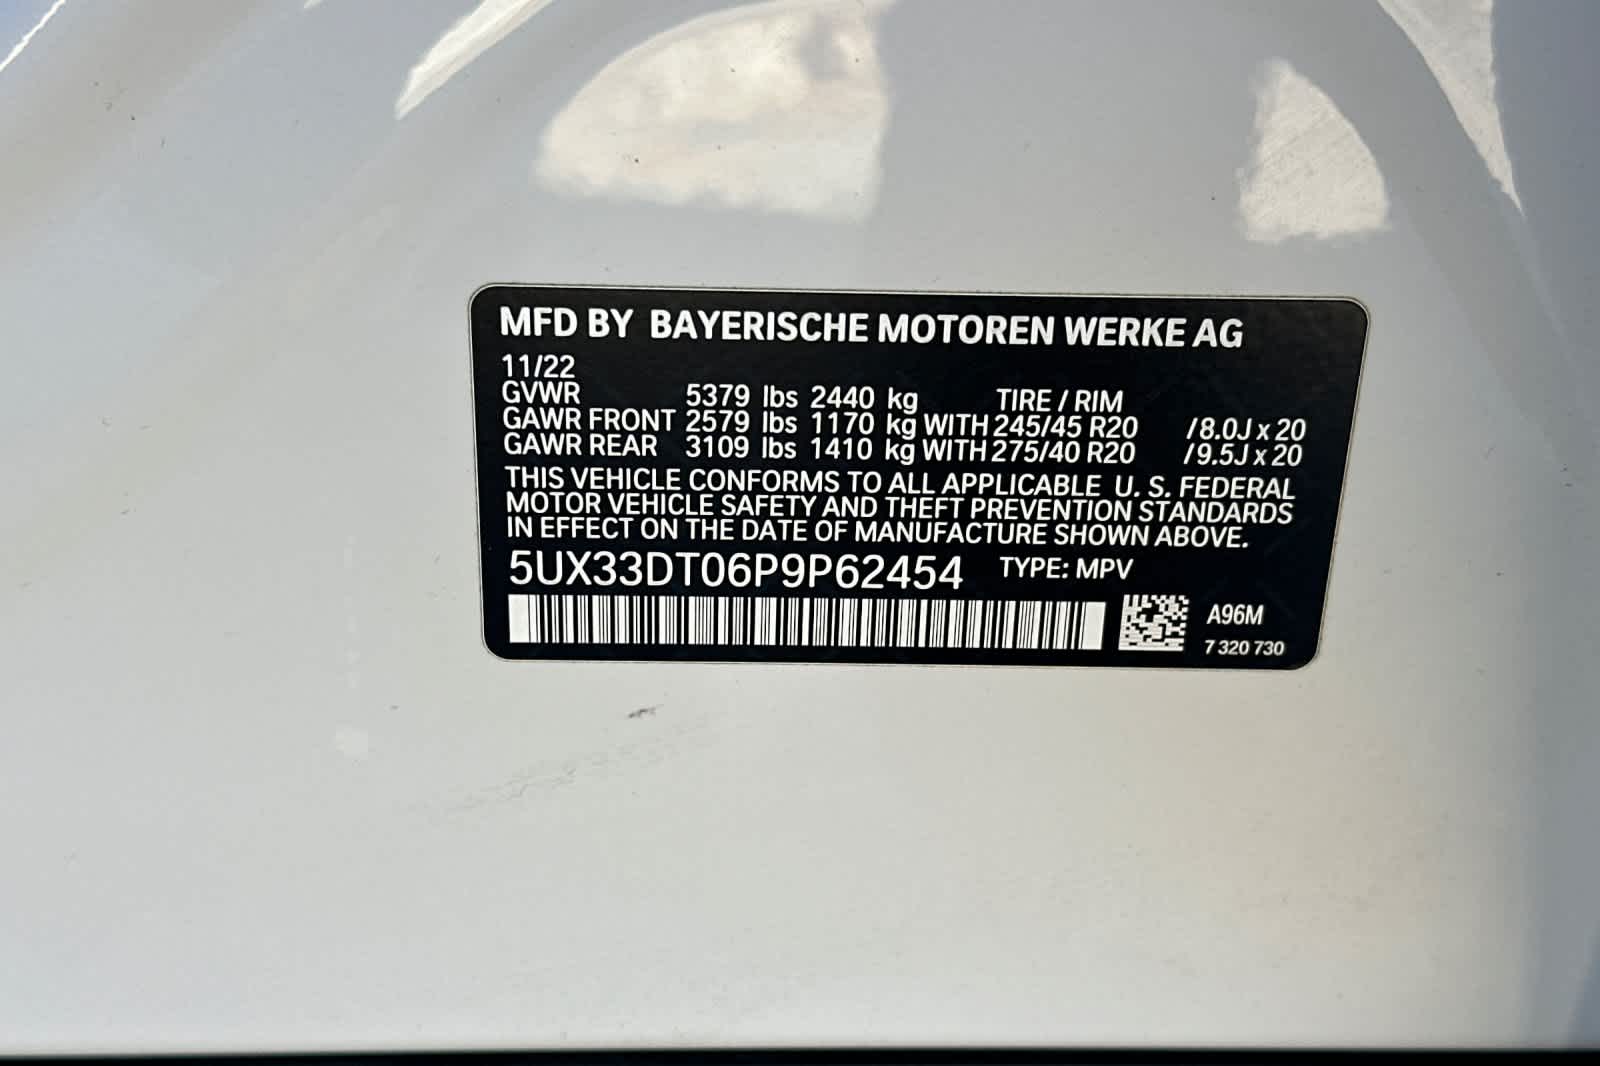 MFD BY BAYERISCHE MOTOREN WERKE AG
11/22
GVWR 5379 lbs 2440 kg TIRE / RIM
GAWR FRONT 2579 lbs 1170 kg WITH 245/45 R20 / 8.0J x 20
GAWR REAR 3109 lbs 1410 kg WITH 275/40 R20 / 9.5J x 20
THIS VEHICLE CONFORMS TO ALL APPLICABLE U. S. FEDERAL
MOTOR VEHICLE SAFETY AND THEFT PREVENTION STANDARDS
IN EFFECT ON THE DATE OF MANUFACTURE SHOWN ABOVE.
5UX33DT06P9P62454 TYPE: MPV
A96M
7 320 730